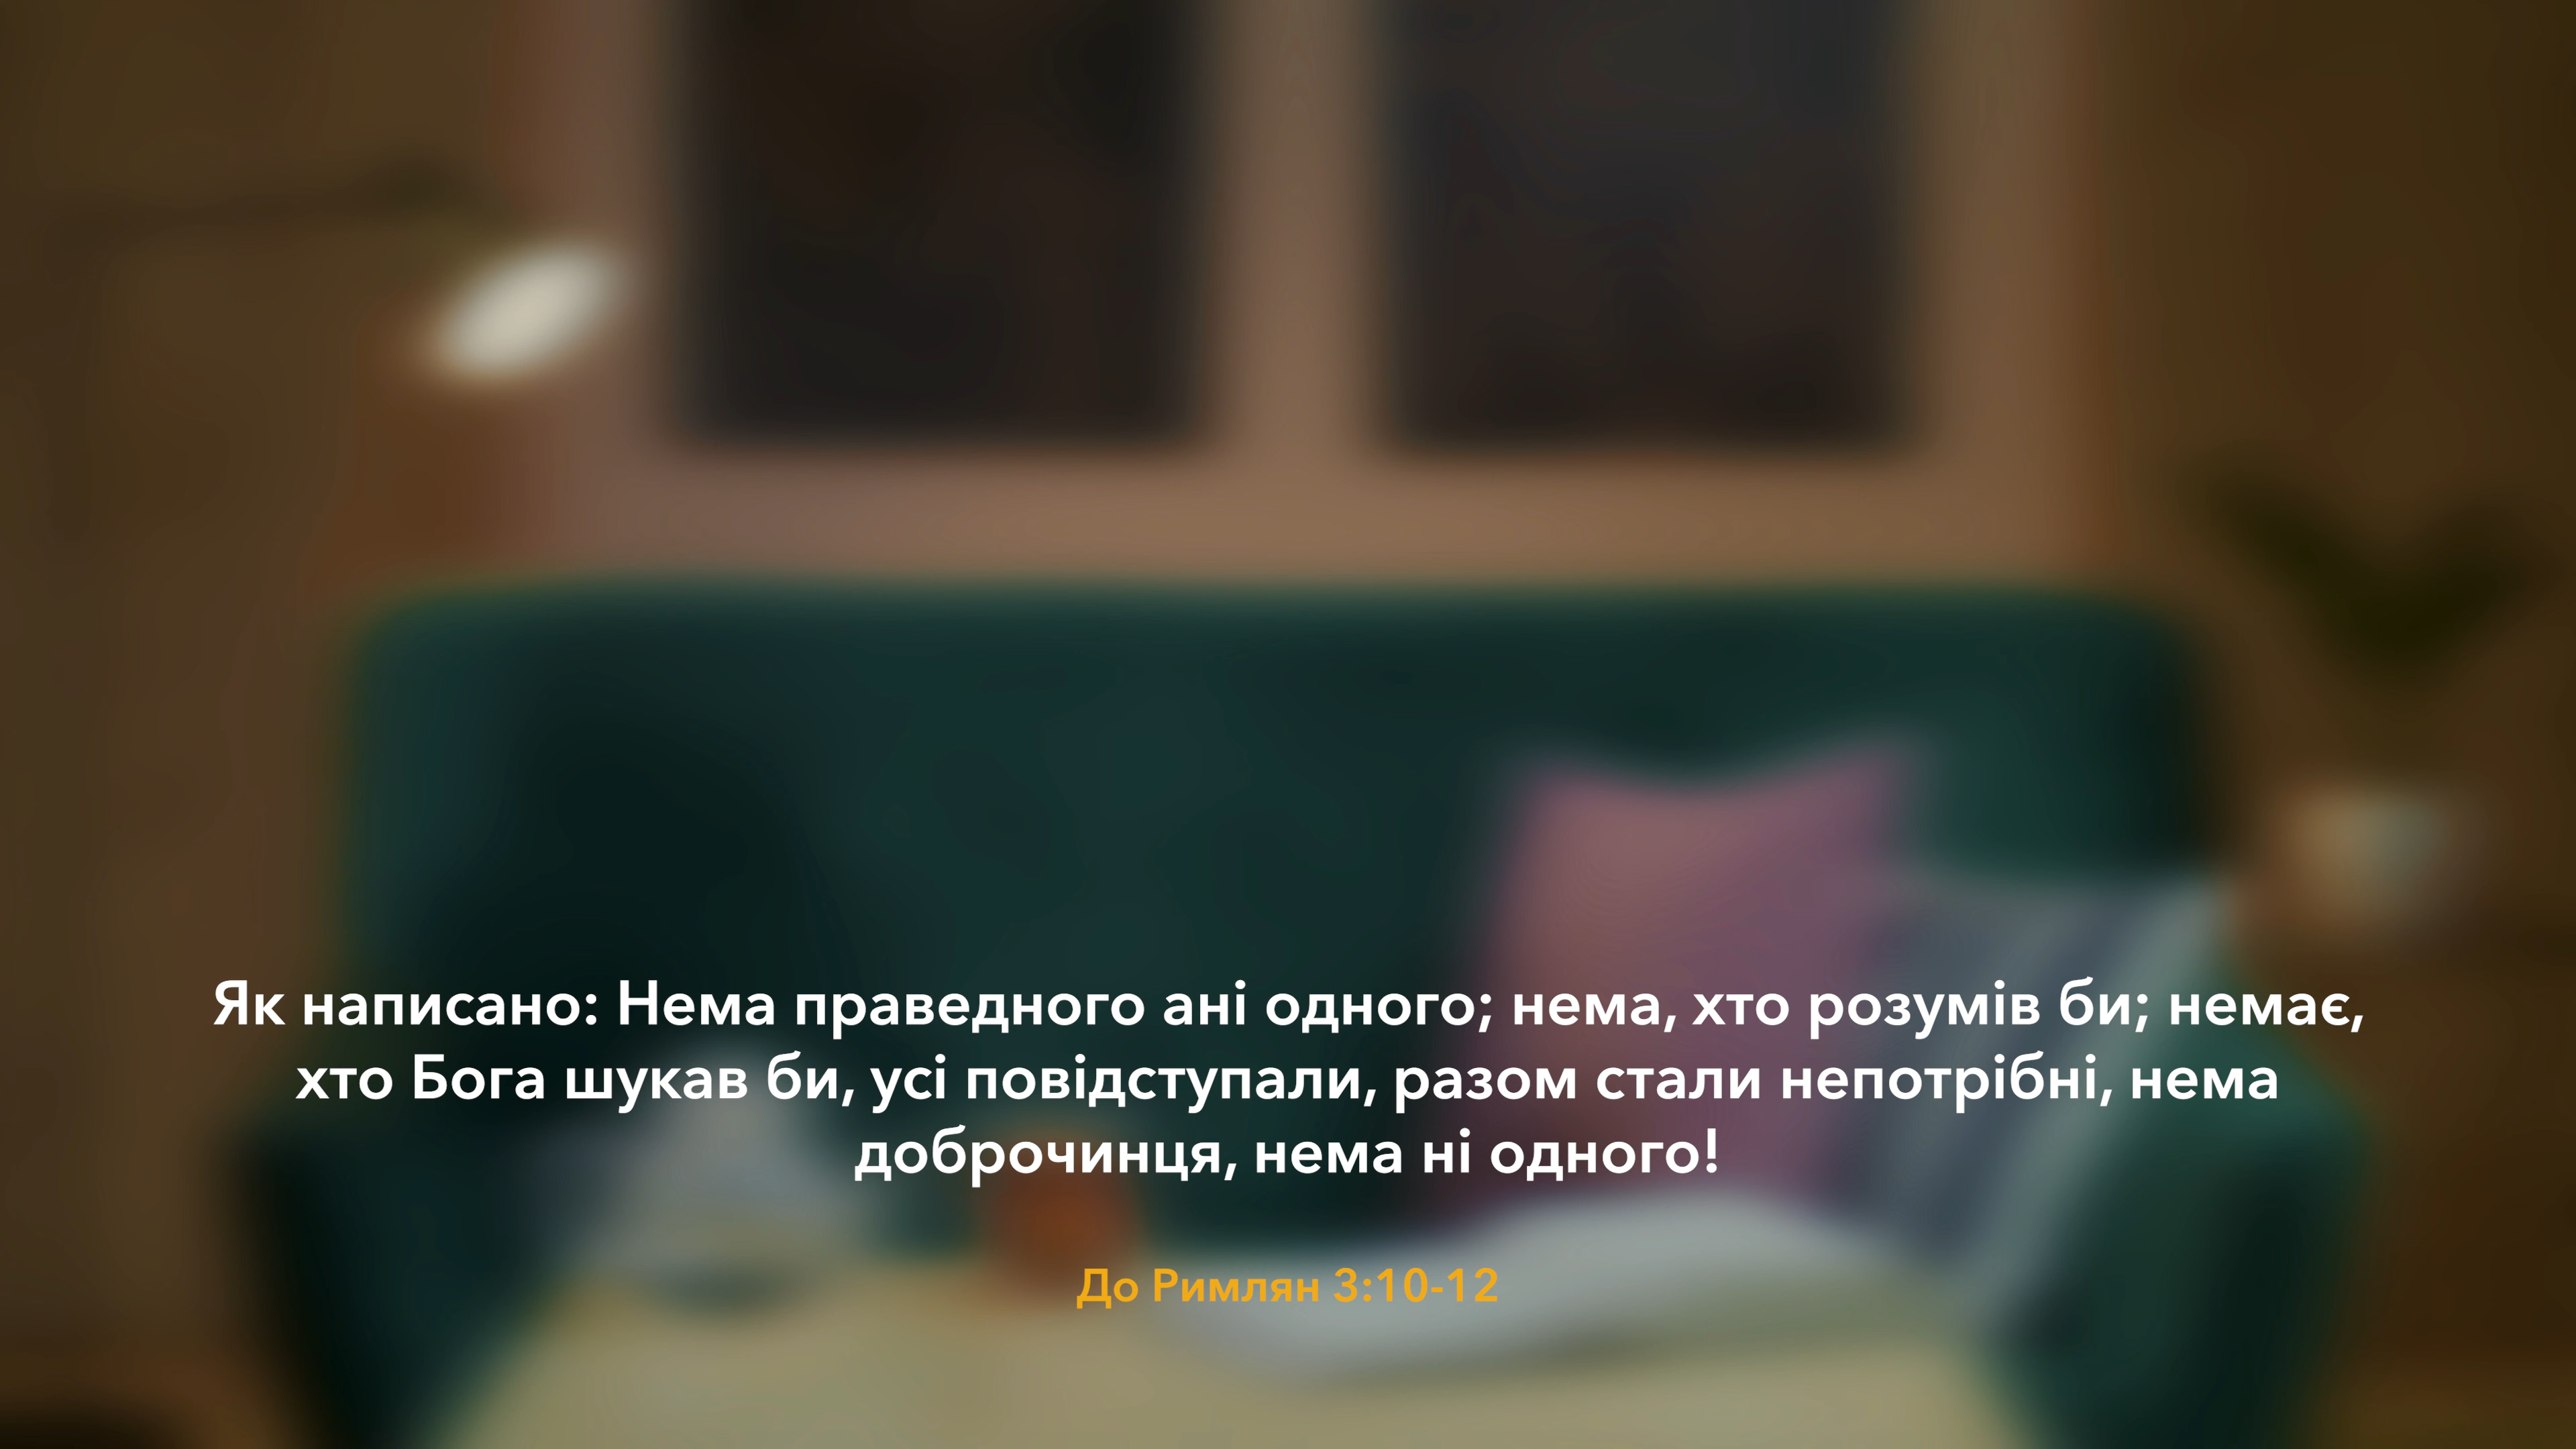 Як написано: Нема праведного ані одного; нема, хто розумів би; немає,
хто Бога шукав би, усі повідступали, разом стали непотрібні, нема
доброчинця, нема ні одного!
До Римлян 3:10-12